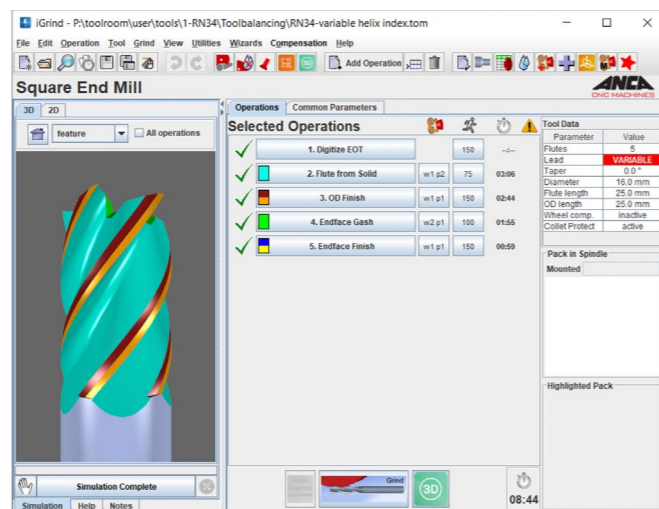 iGrind - P:\toolroom\user\tools\1-RN34\Toolbalancing\RN34-variable helix index.tom
File Edit Operation Tool Grind View Utilities Wizards Compensation Help
Add Operation
Square End Mill
ANCA
CNC MACHINES
3D 2D
feature All operations
Simulation Complete
Simulation Help Notes
Operations Common Parameters
Selected Operations
1. Digitize EOT 150 --:--
2. Flute from Solid w1 p2 75 03:06
3. OD Finish w1 p1 150 02:44
4. Endface Gash w2 p1 100 01:55
5. Endface Finish w1 p1 150 00:59
Grind
3D
08:44
Tool Data
Parameter Value
Flutes 5
Lead VARIABLE
Taper 0.0 °
Diameter 16.0 mm
Flute length 25.0 mm
OD length 25.0 mm
Wheel comp. inactive
Collet Protect active
Pack in Spindle
Mounted
Highlighted Pack